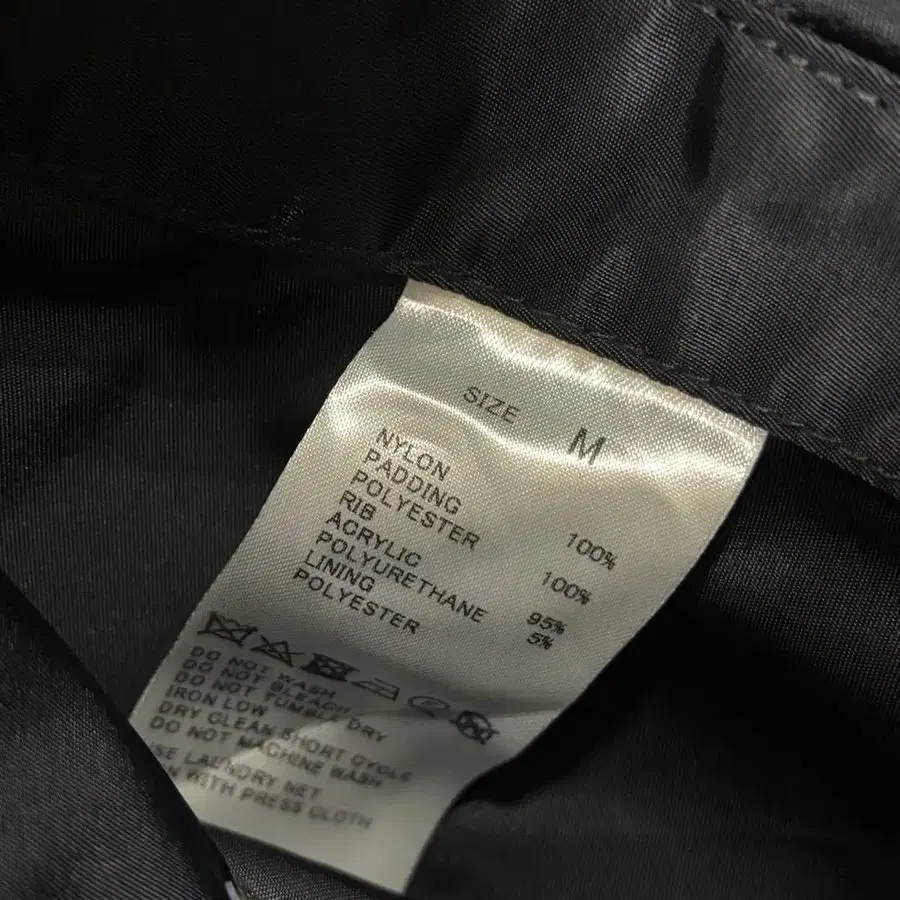 SIZE M
NYLON 100%
PADDING
POLYESTER 100%
RIB
ACRYLIC 95%
POLYURETHANE 5%
LINING
POLYESTER
DO NOT WASH
DO NOT BLEACH
DO NOT TUMBLE DRY
IRON LOW
DRY CLEAN SHORT CYCLE
DO NOT MACHINE WASH
LAUNDRY NET
WITH PRESS CLOTH